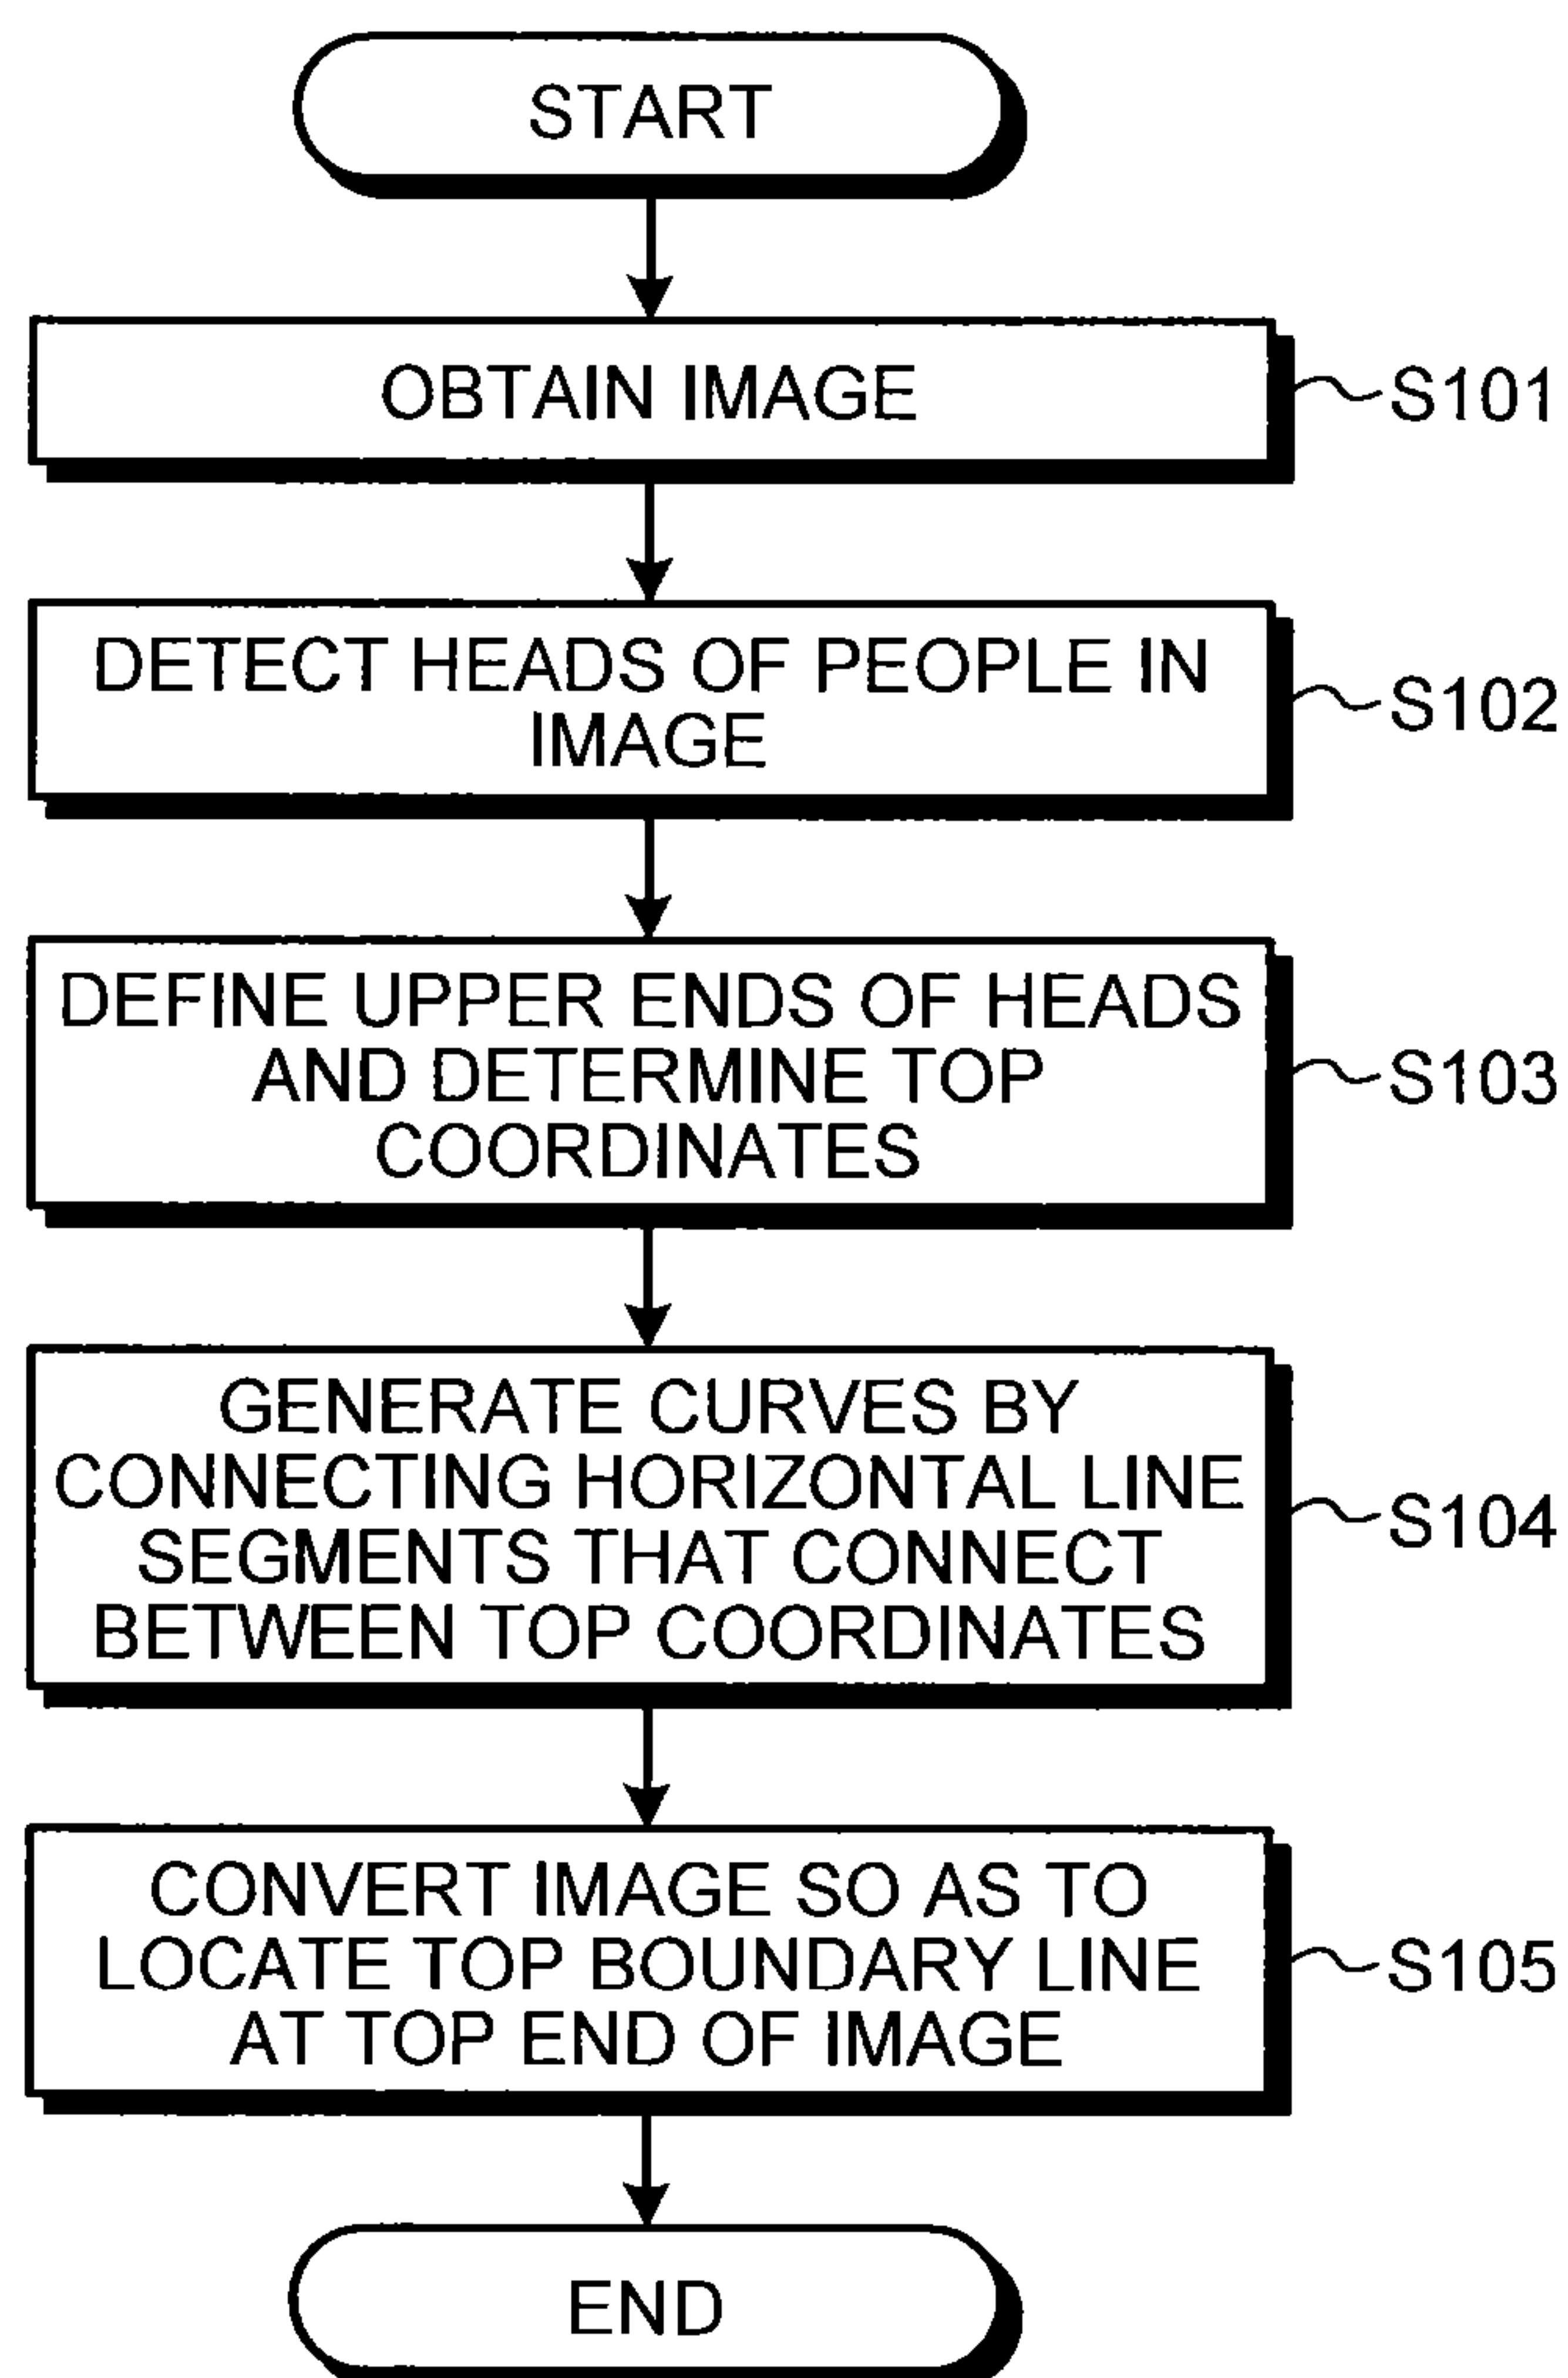 START
OBTAIN IMAGE
S101
DETECT HEADS OF PEOPLE IN
IMAGE
S102
DEFINE UPPER ENDS OF HEADS
AND DETERMINE TOP
COORDINATES
S103
GENERATE CURVES BY
CONNECTING HORIZONTAL LINE
SEGMENTS THAT CONNECT
BETWEEN TOP COORDINATES
S104
CONVERT IMAGE SO AS TO
LOCATE TOP BOUNDARY LINE
AT TOP END OF IMAGE
S105
END